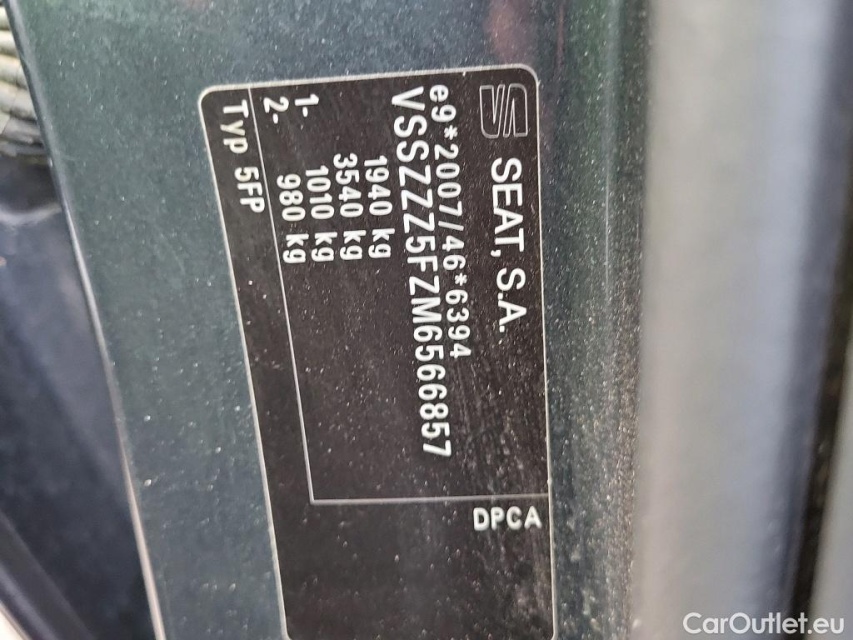 SEAT, S.A.
e9*2007/46*6394
VSSZZZ5FZM6566857
1940 kg
3540 kg
1- 1010 kg
2- 980 kg
Typ 5FP
DPCA
CarOutlet.eu